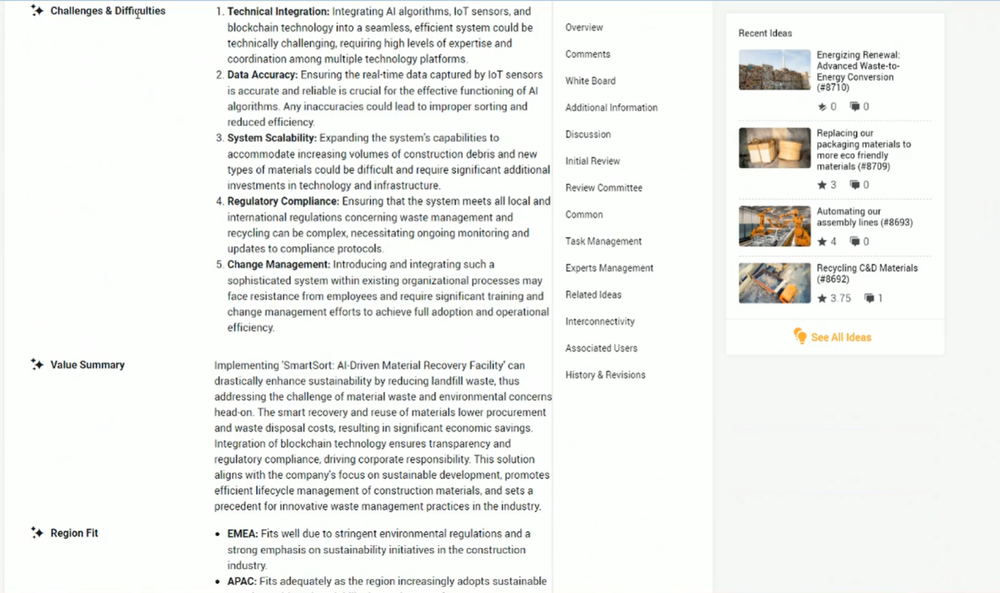 Challenges & Difficulties
1. Technical Integration: Integrating AI algorithms, IoT sensors, and
blockchain technology into a seamless, efficient system could be
technically challenging, requiring high levels of expertise and
coordination among multiple technology platforms.
2. Data Accuracy: Ensuring the real-time data captured by IoT sensors
is accurate and reliable is crucial for the effective functioning of AI
algorithms. Any inaccuracies could lead to improper sorting and
reduced efficiency.
3. System Scalability: Expanding the system's capabilities to
accommodate increasing volumes of construction debris and new
types of materials could be difficult and require significant additional
investments in technology and infrastructure.
4. Regulatory Compliance: Ensuring that the system meets all local and
international regulations concerning waste management and
recycling can be complex, necessitating ongoing monitoring and
updates to compliance protocols.
5. Change Management: Introducing and integrating such a
sophisticated system within existing organizational processes may
face resistance from employees and require significant training and
change management efforts to achieve full adoption and operational
efficiency.
Value Summary
Implementing 'SmartSort: AI-Driven Material Recovery Facility' can
drastically enhance sustainability by reducing landfill waste, thus
addressing the challenge of material waste and environmental concerns
head-on. The smart recovery and reuse of materials lower procurement
and waste disposal costs, resulting in significant economic savings.
Integration of blockchain technology ensures transparency and
regulatory compliance, driving corporate responsibility. This solution
aligns with the company's focus on sustainable development, promotes
efficient lifecycle management of construction materials, and sets a
precedent for innovative waste management practices in the industry.
Region Fit
• EMEA: Fits well due to stringent environmental regulations and a
strong emphasis on sustainability initiatives in the construction
industry.
• APAC: Fits adequately as the region increasingly adopts sustainable
Overview
Comments
White Board
Additional Information
Discussion
Initial Review
Review Committee
Common
Task Management
Experts Management
Related Ideas
Interconnectivity
Associated Users
History & Revisions
Recent Ideas
Energizing Renewal:
Advanced Waste-to-
Energy Conversion
(#8710)
0 0
Replacing our
packaging materials to
more eco friendly
materials (#8709)
3 0
Automating our
assembly lines (#8693)
4 0
Recycling C&D Materials
(#8692)
3.75 1
See All Ideas